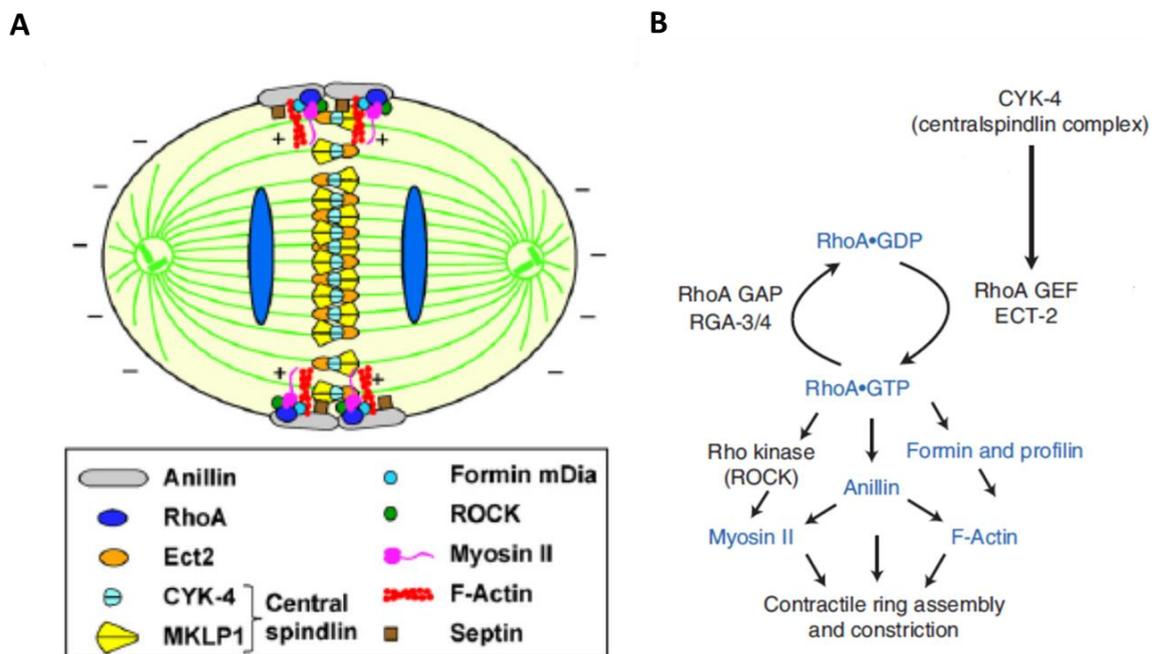 A
B
+
+
+
+
−
−
−
−
−
−
−
−
−
−
Anillin
RhoA
Ect2
CYK-4
MKLP1
Central
spindlin
Formin mDia
ROCK
Myosin II
F-Actin
Septin
CYK-4
(centralspindlin complex)
RhoA•GDP
RhoA GAP
RGA-3/4
RhoA GEF
ECT-2
RhoA•GTP
Rho kinase
(ROCK)
Formin and profilin
Anillin
Myosin II
F-Actin
Contractile ring assembly
and constriction